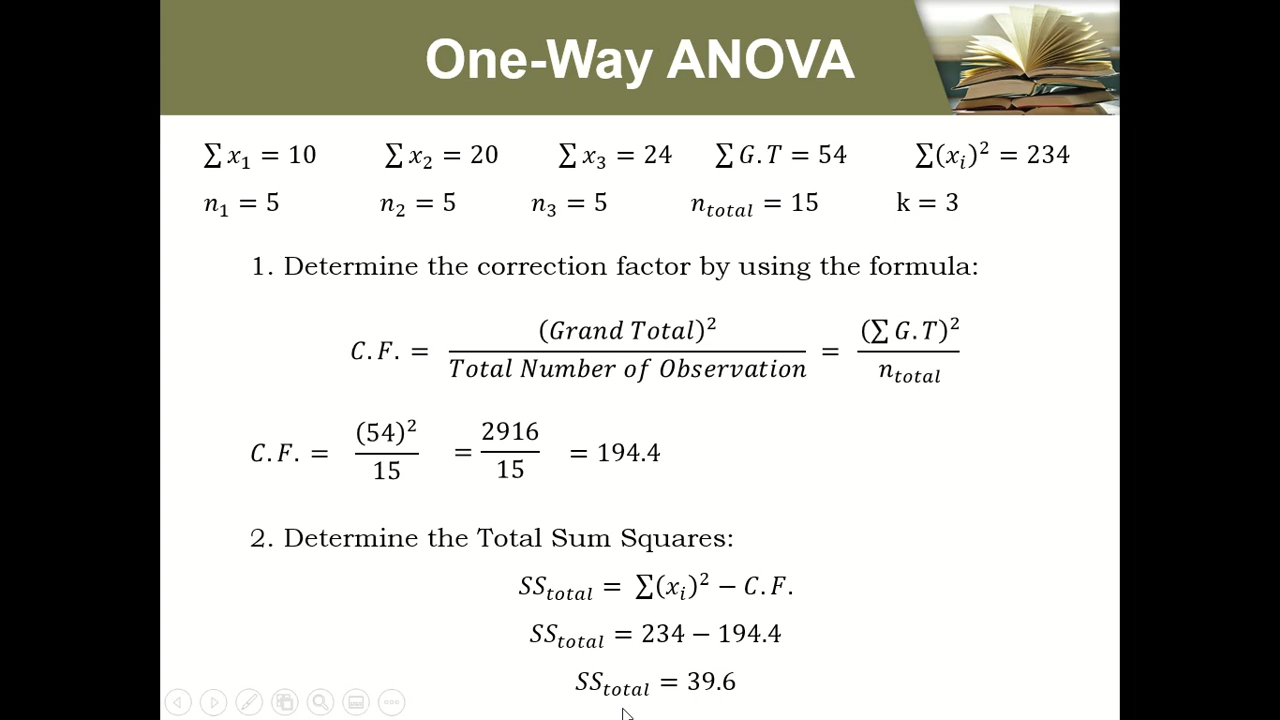 One-Way ANOVA
∑ x₁ = 10 ∑ x₂ = 20 ∑ x₃ = 24 ∑ G.T = 54 ∑(xᵢ)² = 234
n₁ = 5 n₂ = 5 n₃ = 5 n_total = 15 k = 3
1. Determine the correction factor by using the formula:
C.F. = (Grand Total)² / Total Number of Observation = (∑ G.T)² / n_total
C.F. = (54)² / 15 = 2916 / 15 = 194.4
2. Determine the Total Sum Squares:
SS_total = ∑(xᵢ)² − C.F.
SS_total = 234 − 194.4
SS_total = 39.6